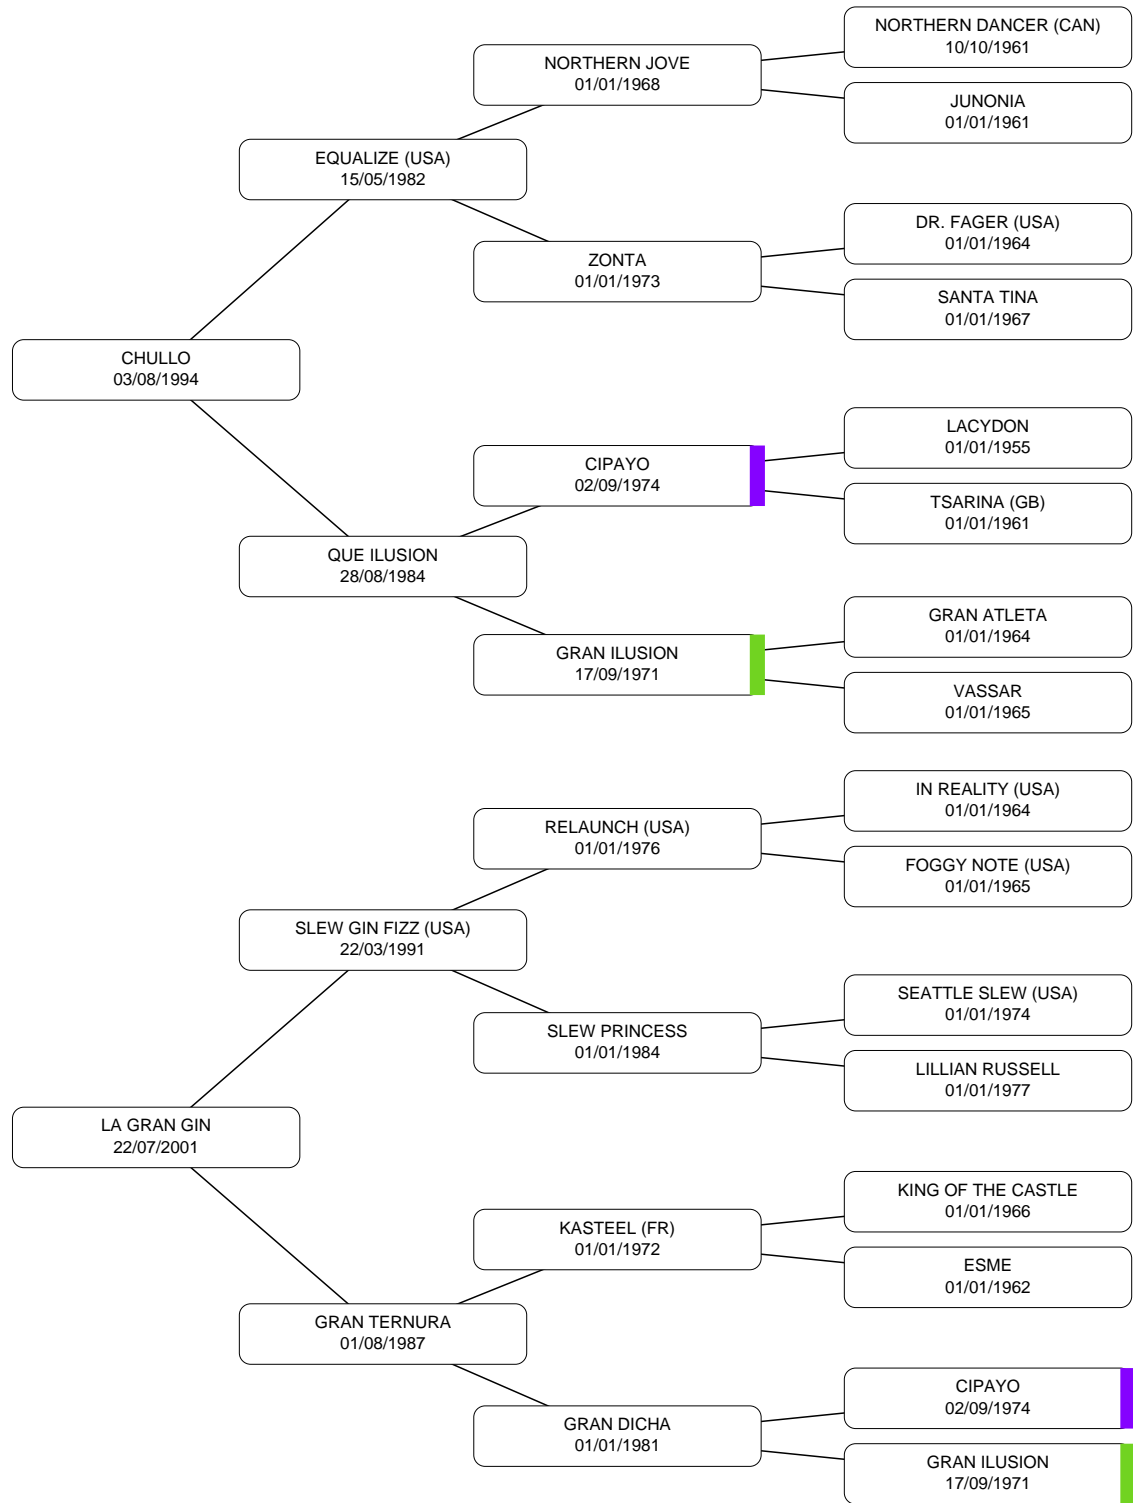 NORTHERN DANCER (CAN)
10/10/1961
NORTHERN JOVE
01/01/1968
JUNONIA
01/01/1961
EQUALIZE (USA)
15/05/1982
DR. FAGER (USA)
01/01/1964
ZONTA
01/01/1973
SANTA TINA
01/01/1967
CHULLO
03/08/1994
LACYDON
01/01/1955
CIPAYO
02/09/1974
TSARINA (GB)
01/01/1961
QUE ILUSION
28/08/1984
GRAN ATLETA
01/01/1964
GRAN ILUSION
17/09/1971
VASSAR
01/01/1965
IN REALITY (USA)
01/01/1964
RELAUNCH (USA)
01/01/1976
FOGGY NOTE (USA)
01/01/1965
SLEW GIN FIZZ (USA)
22/03/1991
SEATTLE SLEW (USA)
01/01/1974
SLEW PRINCESS
01/01/1984
LILLIAN RUSSELL
01/01/1977
LA GRAN GIN
22/07/2001
KING OF THE CASTLE
01/01/1966
KASTEEL (FR)
01/01/1972
ESME
01/01/1962
GRAN TERNURA
01/08/1987
CIPAYO
02/09/1974
GRAN DICHA
01/01/1981
GRAN ILUSION
17/09/1971